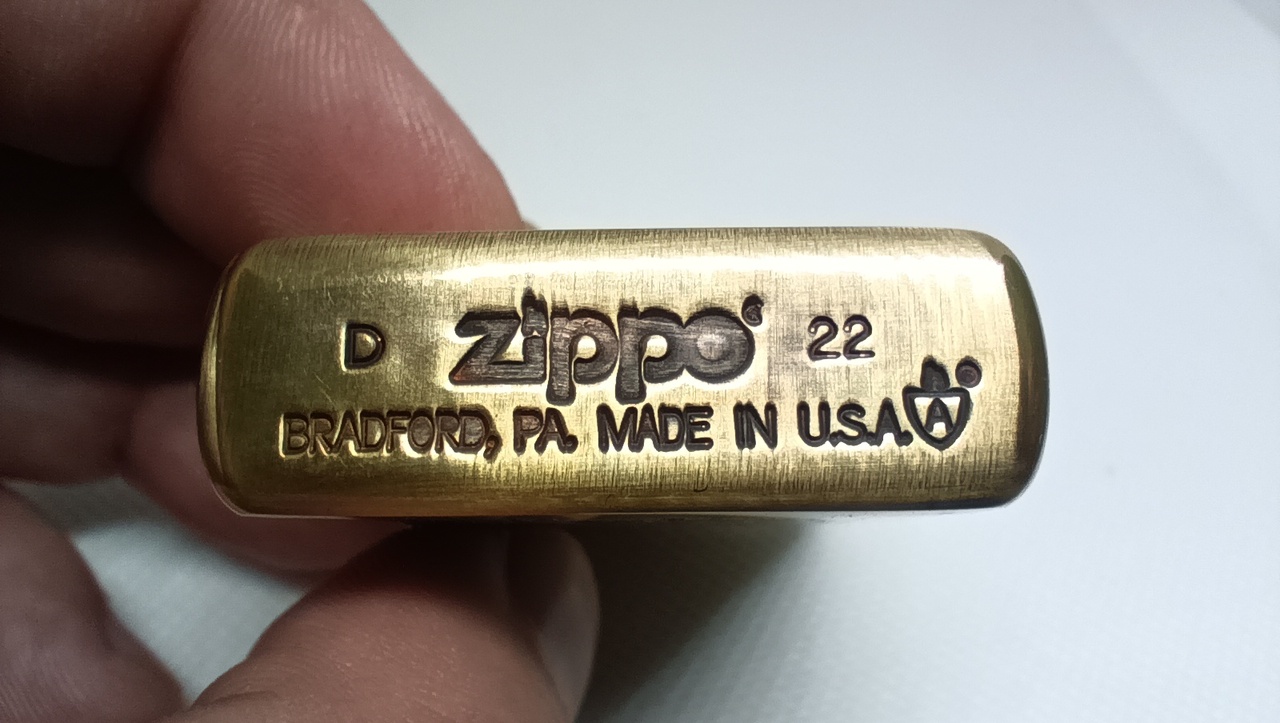 D zippo 22
BRADFORD, PA. MADE IN U.S.A. A